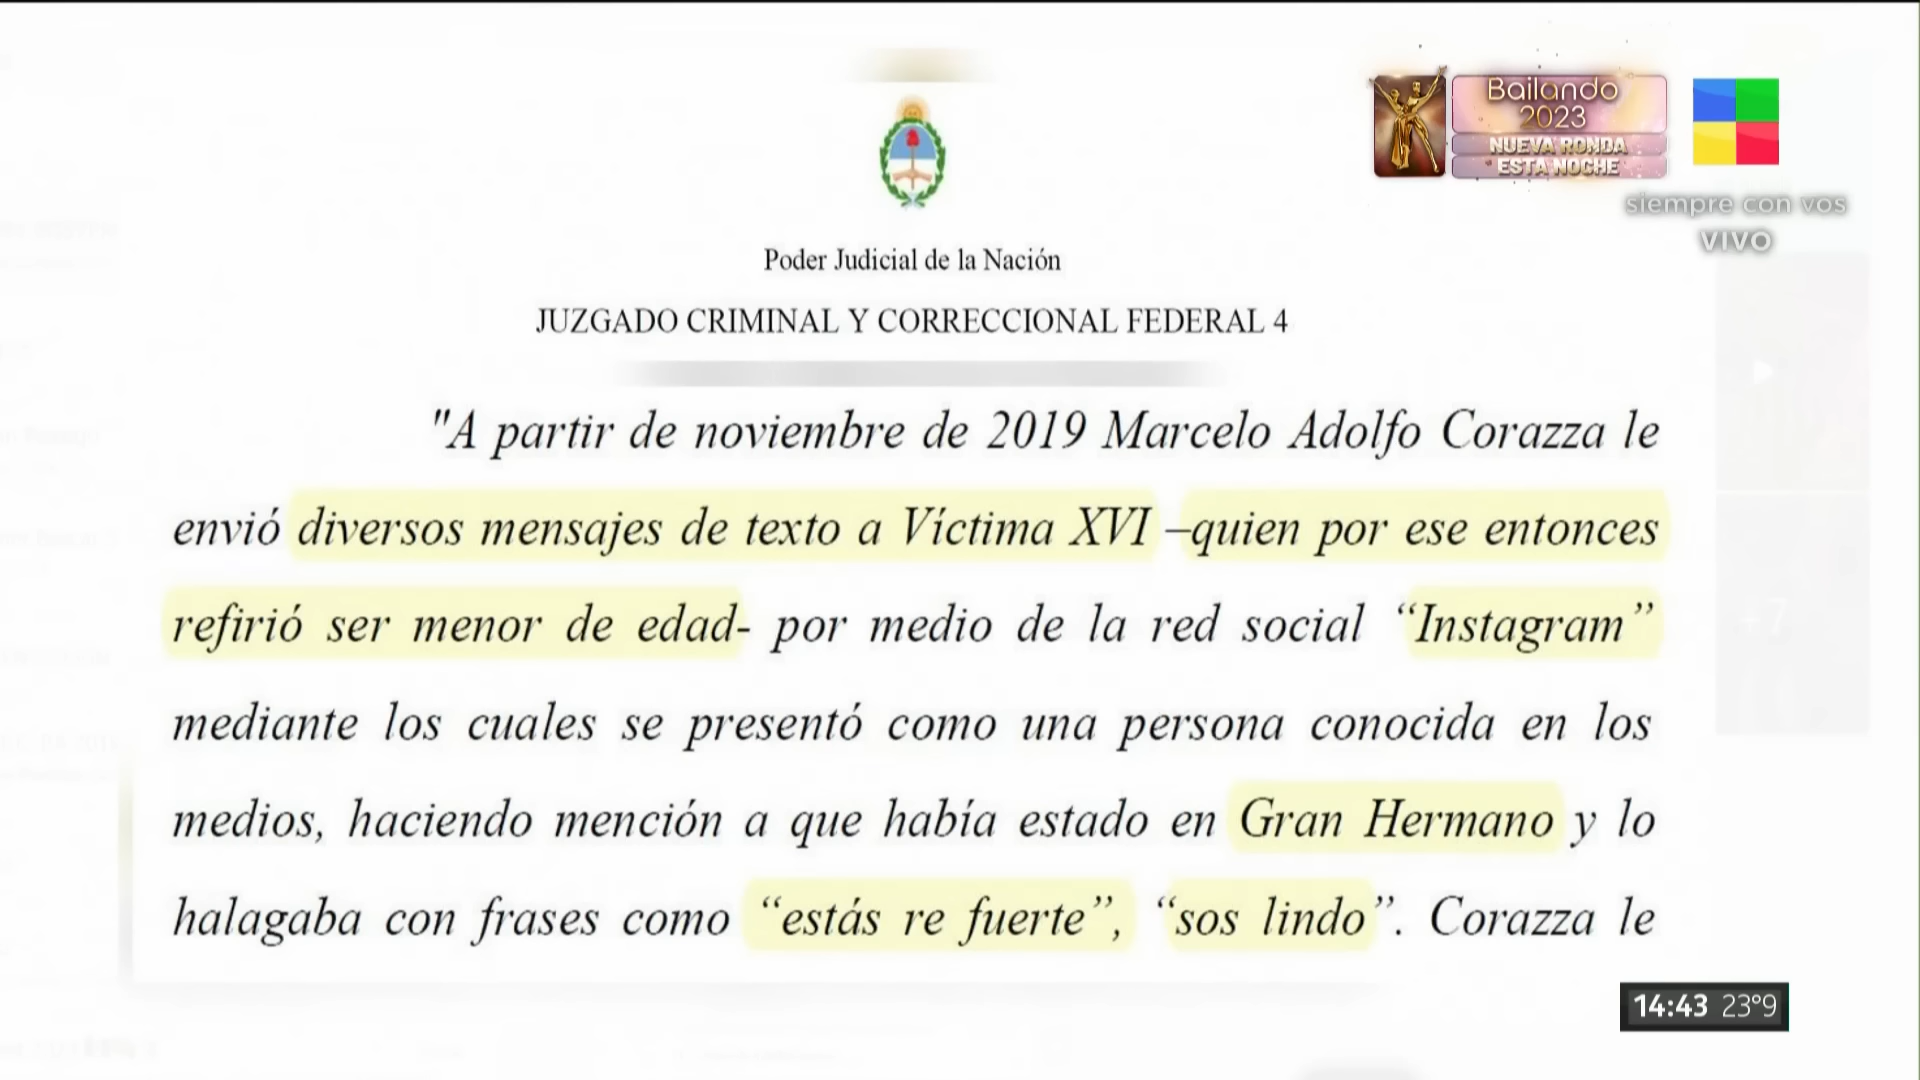 Bailando
2023
NUEVA RONDA
ESTA NOCHE
siempre con vos
VIVO
Poder Judicial de la Nación
JUZGADO CRIMINAL Y CORRECCIONAL FEDERAL 4
"A partir de noviembre de 2019 Marcelo Adolfo Corazza le
envió diversos mensajes de texto a Víctima XVI –quien por ese entonces
refirió ser menor de edad- por medio de la red social “Instagram”
mediante los cuales se presentó como una persona conocida en los
medios, haciendo mención a que había estado en Gran Hermano y lo
halagaba con frases como “estás re fuerte”, “sos lindo”. Corazza le
14:43 23°9